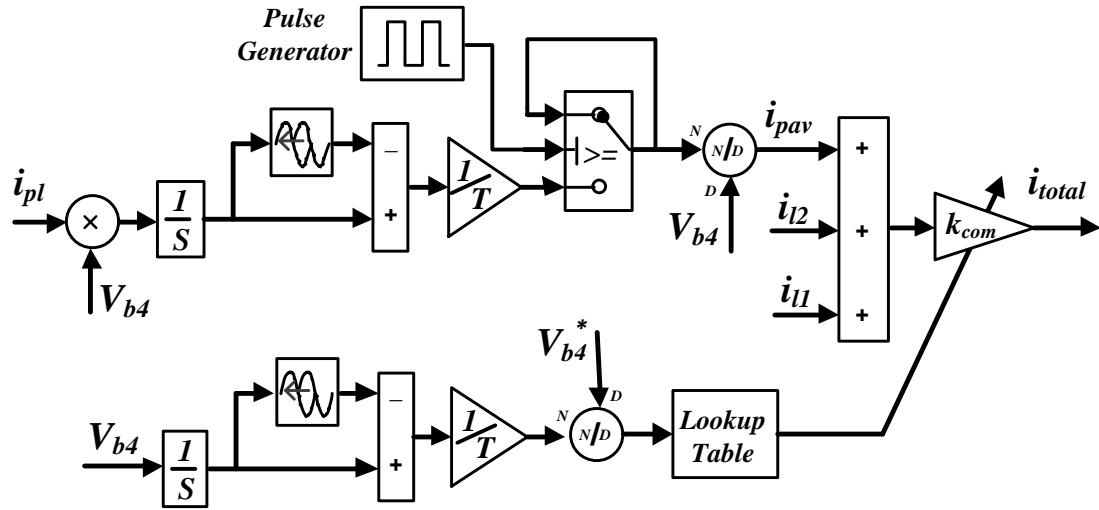 Pulse
Generator
>=
N
N/D
D
i_pav
+
−
+
1/T
i_pl
×
1/S
V_b4
V_b4
i_l2
+
i_l1
+
k_com
i_total
V_b4*
D
N
N/D
−
+
1/T
V_b4
1/S
Lookup
Table